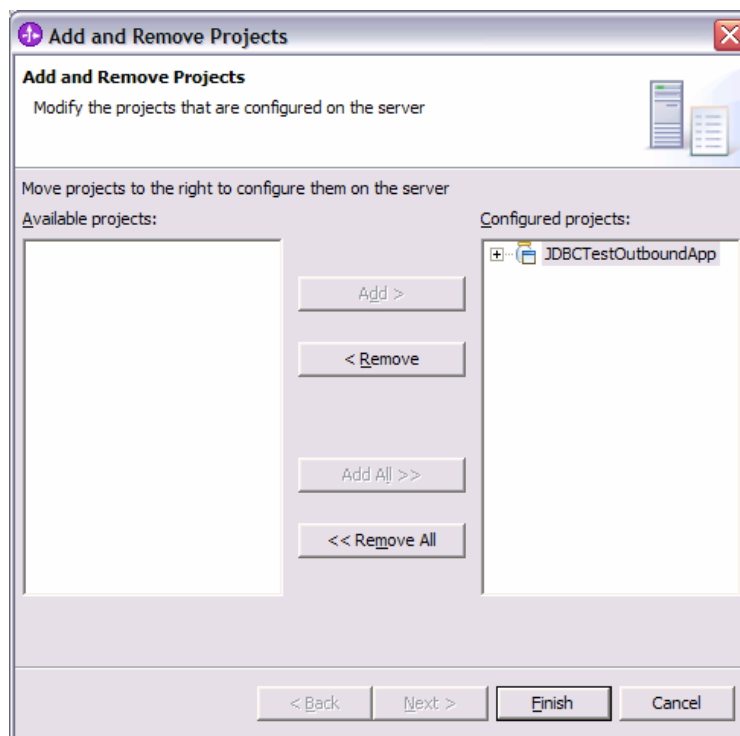 Add and Remove Projects
Add and Remove Projects
Modify the projects that are configured on the server
Move projects to the right to configure them on the server
Available projects:
Configured projects:
JDBCTestOutboundApp
Add >
< Remove
Add All >>
<< Remove All
< Back
Next >
Finish
Cancel